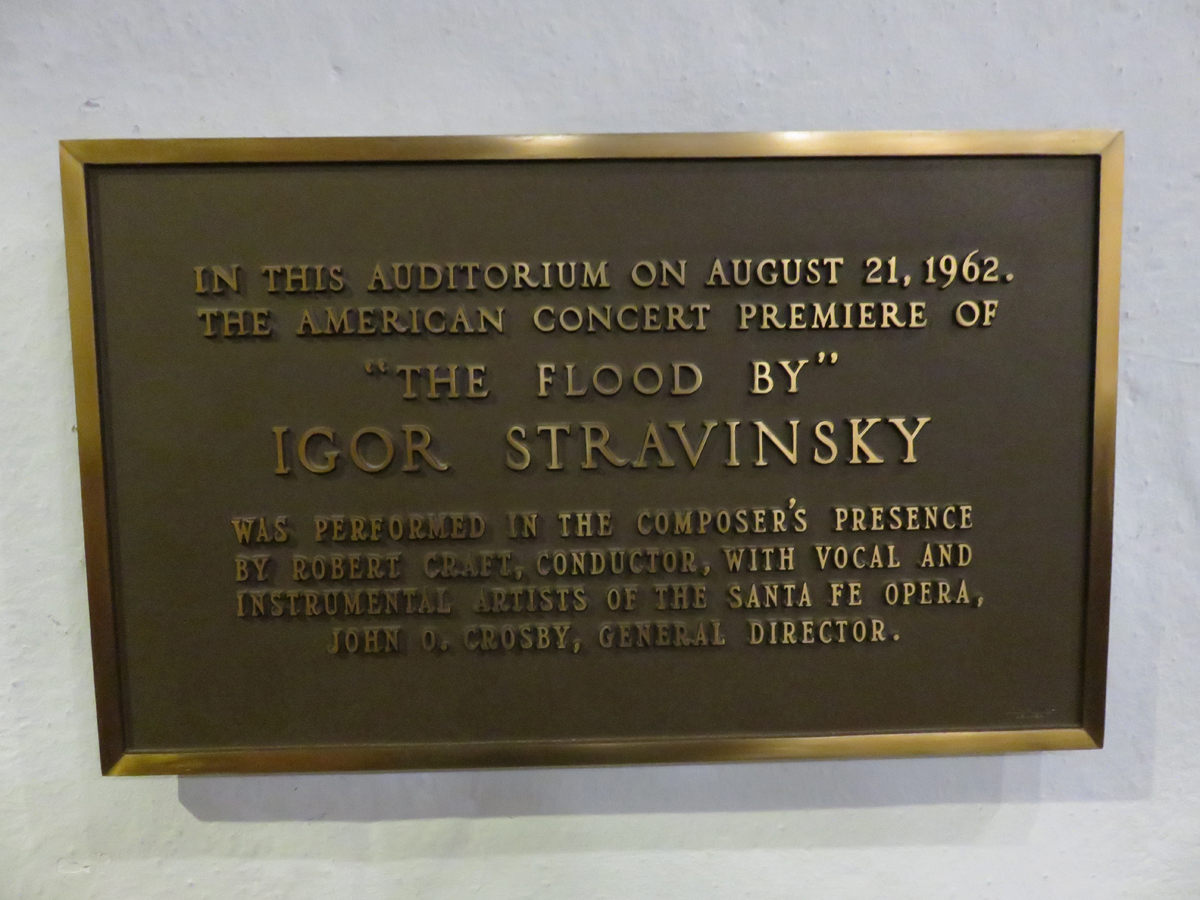 IN THIS AUDITORIUM ON AUGUST 21, 1962.
THE AMERICAN CONCERT PREMIERE OF
“THE FLOOD BY”
IGOR STRAVINSKY
WAS PERFORMED IN THE COMPOSER'S PRESENCE
BY ROBERT CRAFT, CONDUCTOR, WITH VOCAL AND
INSTRUMENTAL ARTISTS OF THE SANTA FE OPERA,
JOHN O. CROSBY, GENERAL DIRECTOR.